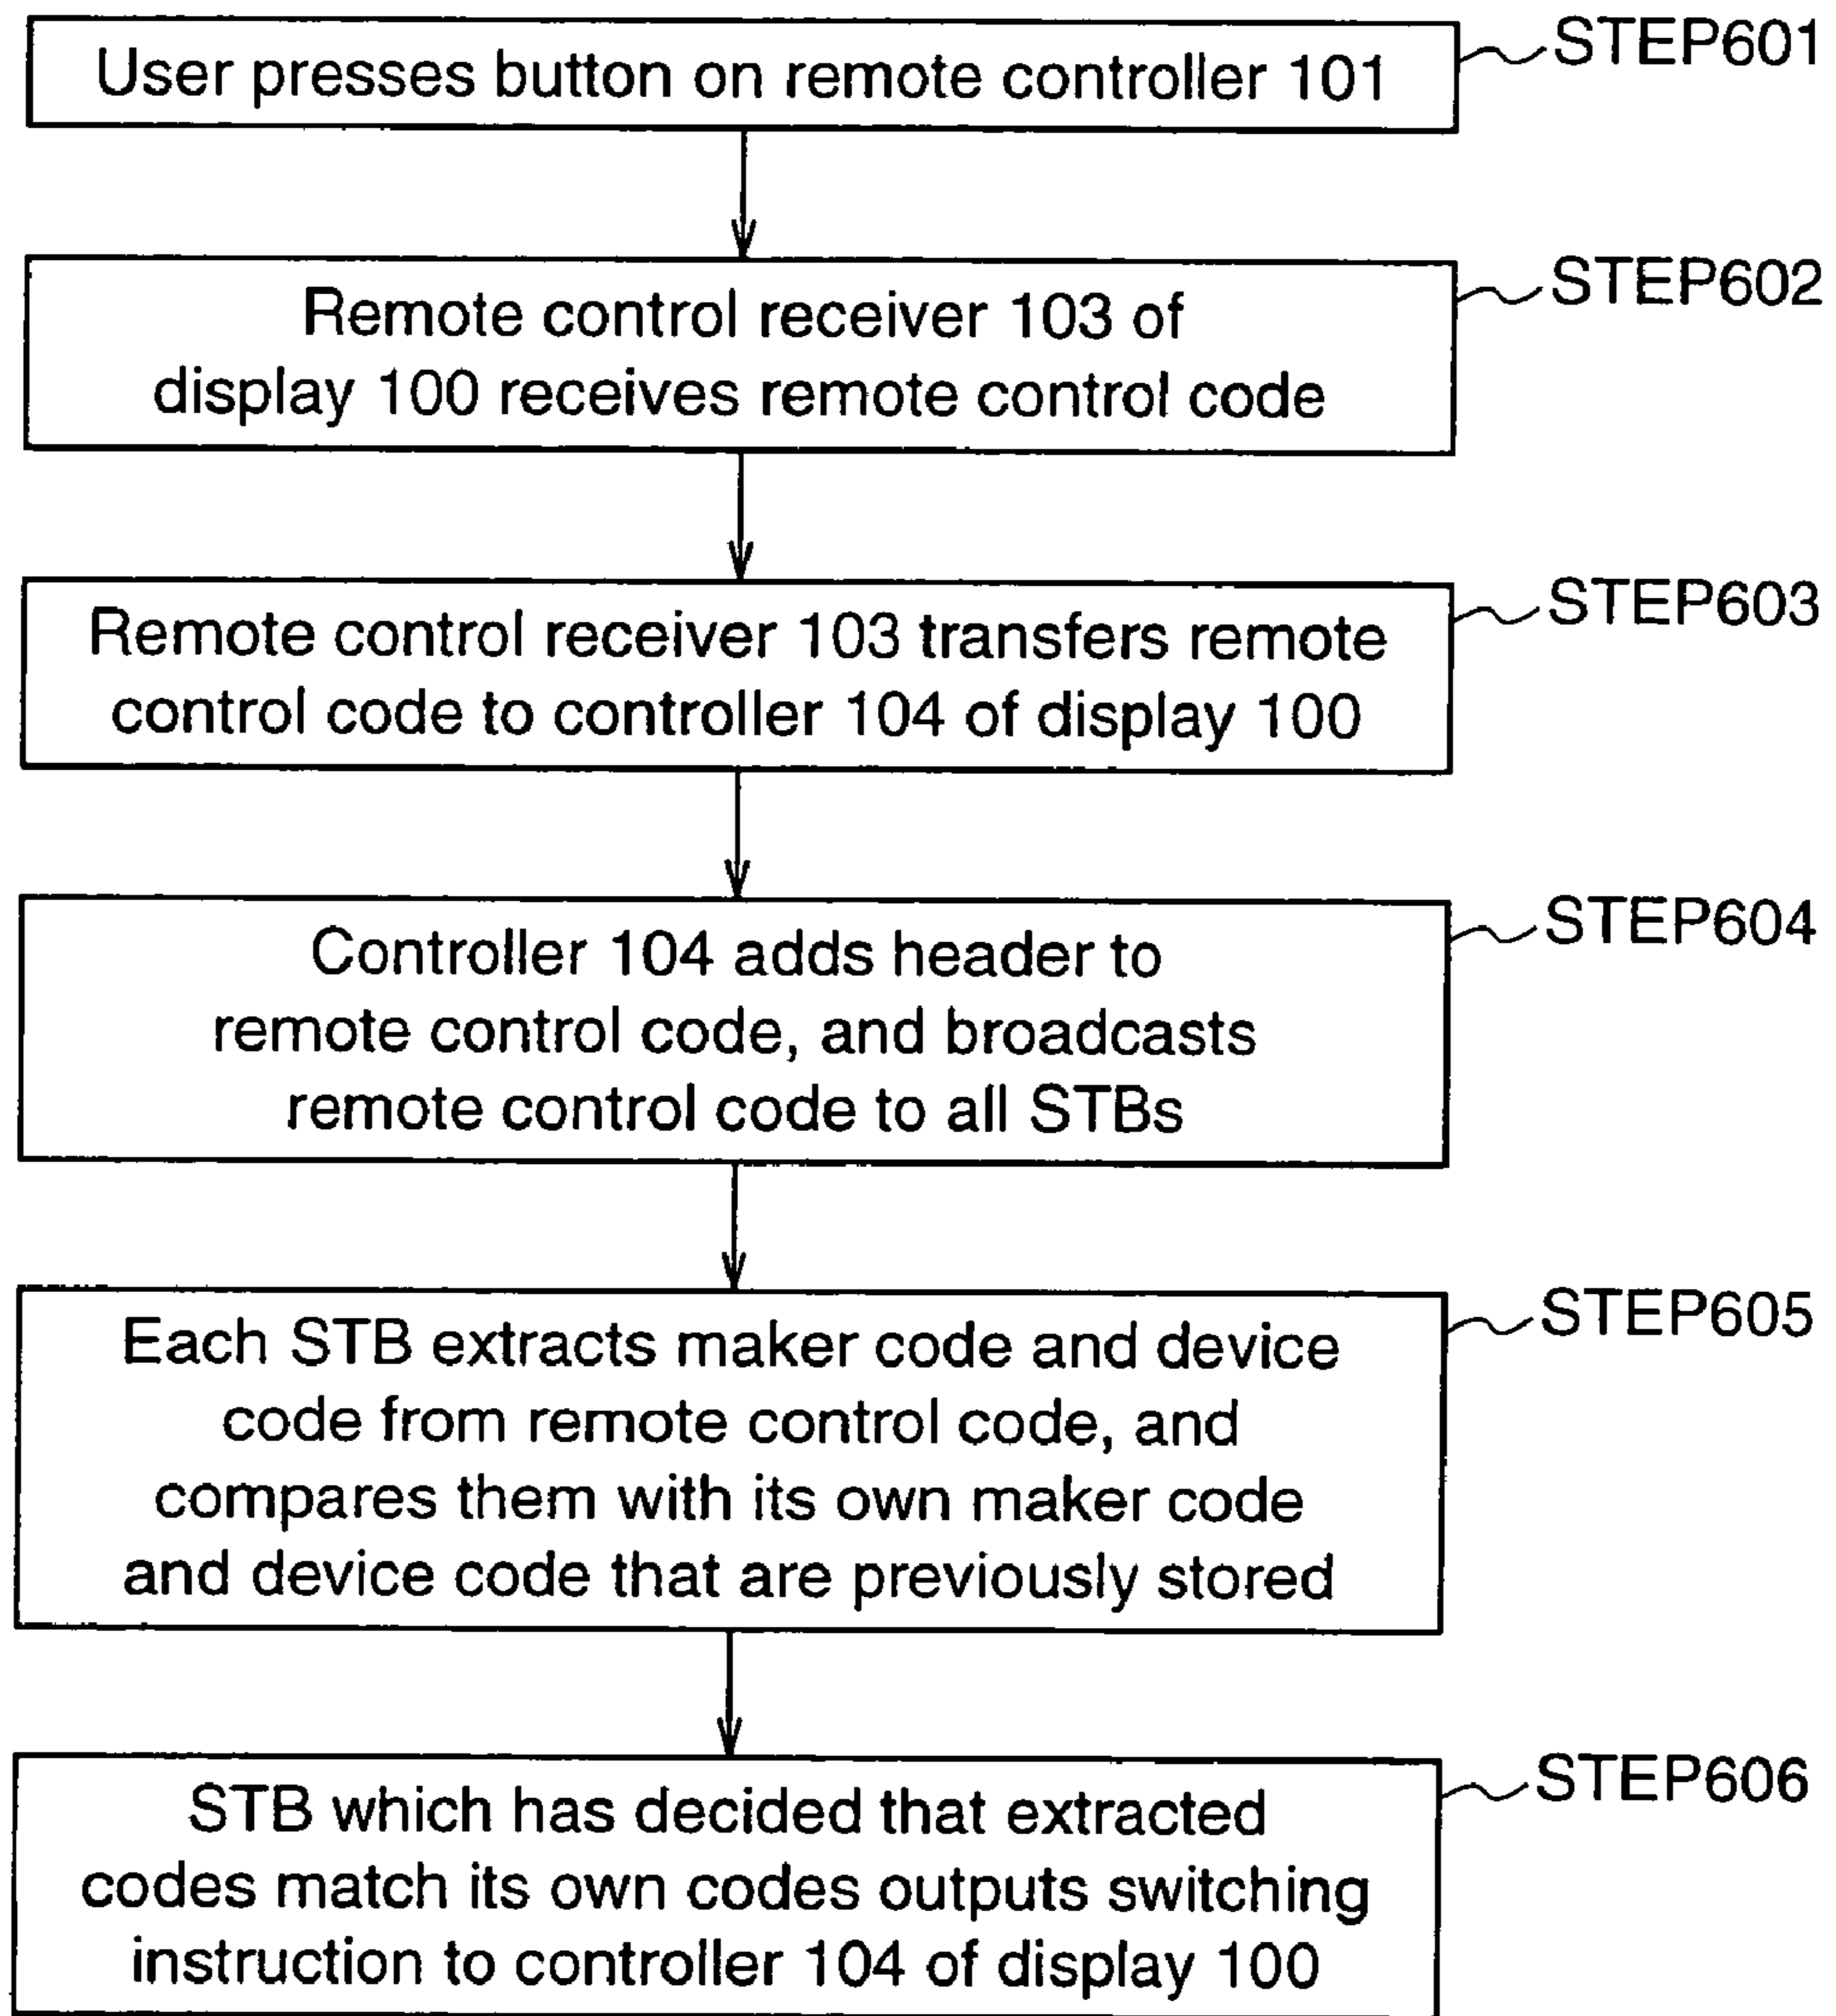 User presses button on remote controller 101
STEP601
Remote control receiver 103 of
display 100 receives remote control code
STEP602
Remote control receiver 103 transfers remote
control code to controller 104 of display 100
STEP603
Controller 104 adds header to
remote control code, and broadcasts
remote control code to all STBs
STEP604
Each STB extracts maker code and device
code from remote control code, and
compares them with its own maker code
and device code that are previously stored
STEP605
STB which has decided that extracted
codes match its own codes outputs switching
instruction to controller 104 of display 100
STEP606